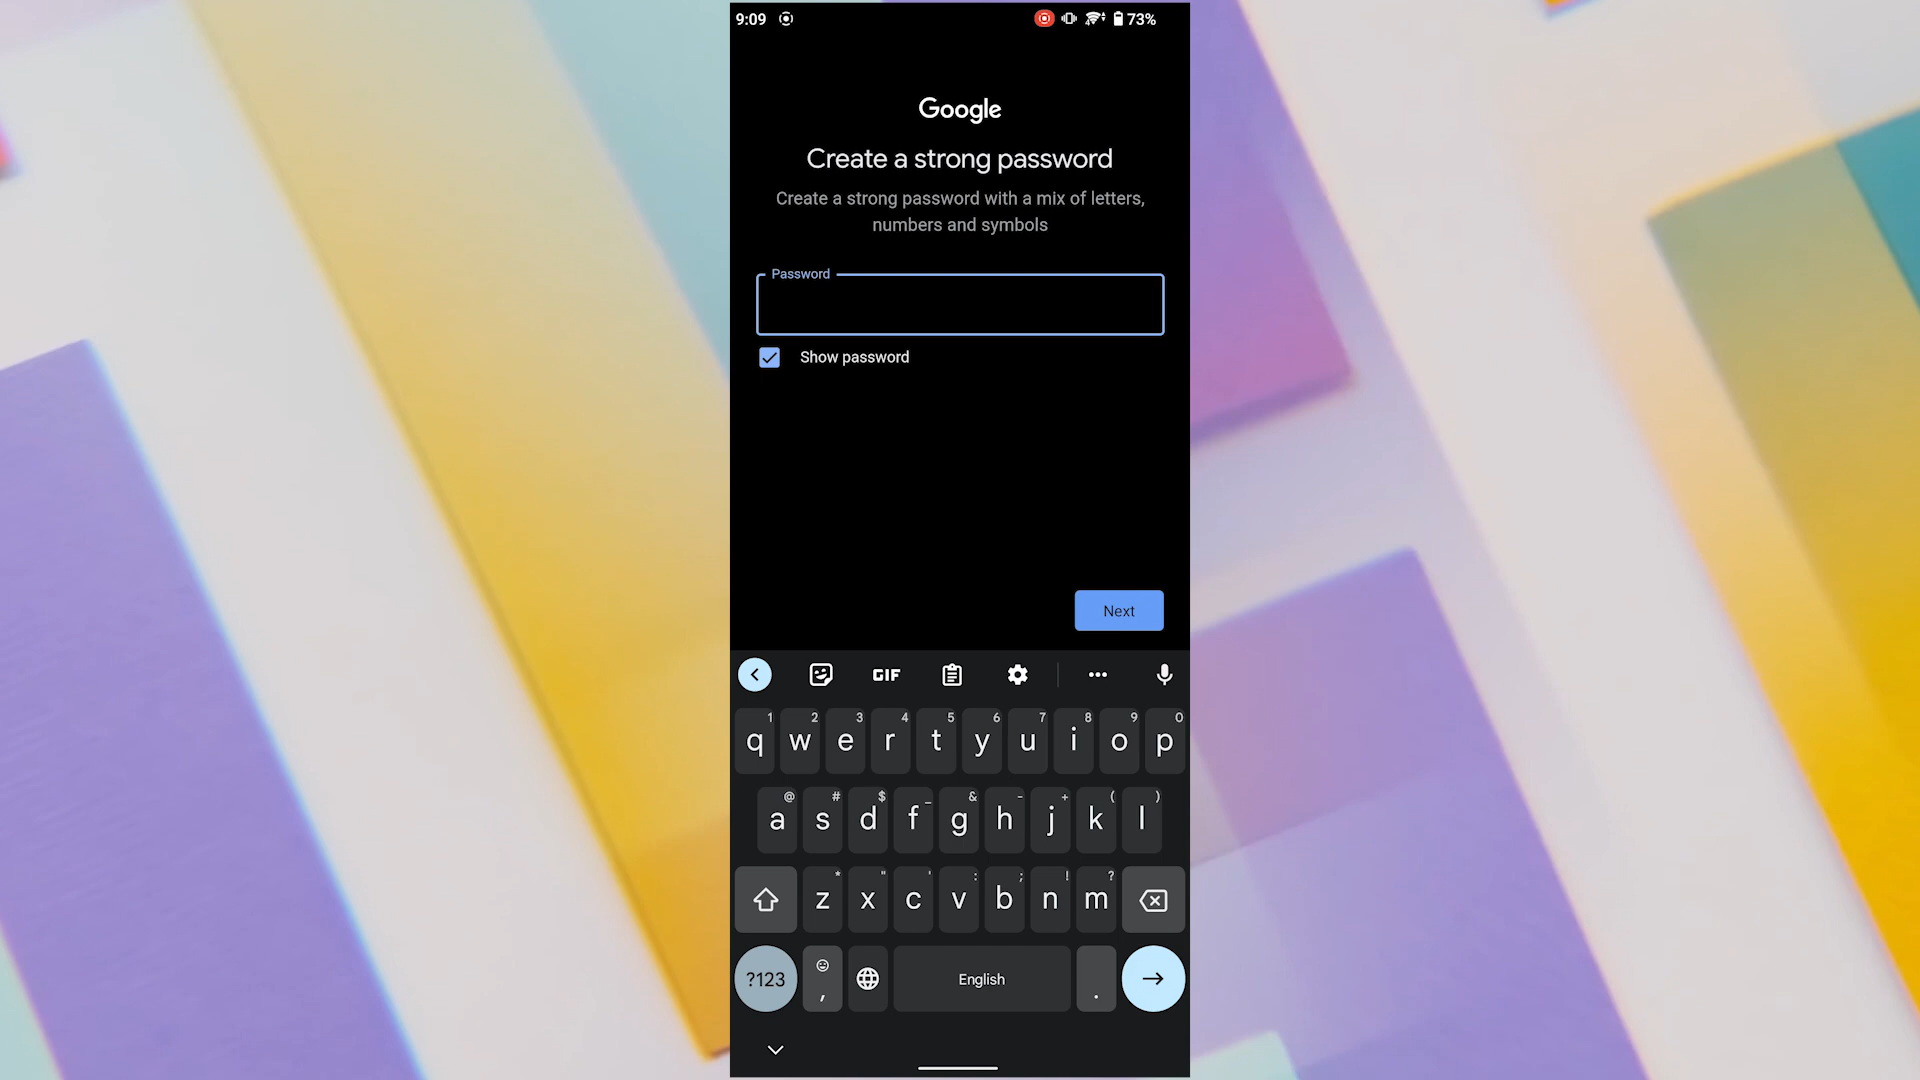 9:09 73%
Google
Create a strong password
Create a strong password with a mix of letters,
numbers and symbols
Password
Show password
Next
GIF
1 2 3 4 5 6 7 8 9 0
q w e r t y u i o p
@ # $ _ & - + ( )
a s d f g h j k l
* " ' : ; ! ?
z x c v b n m
?123 , English .